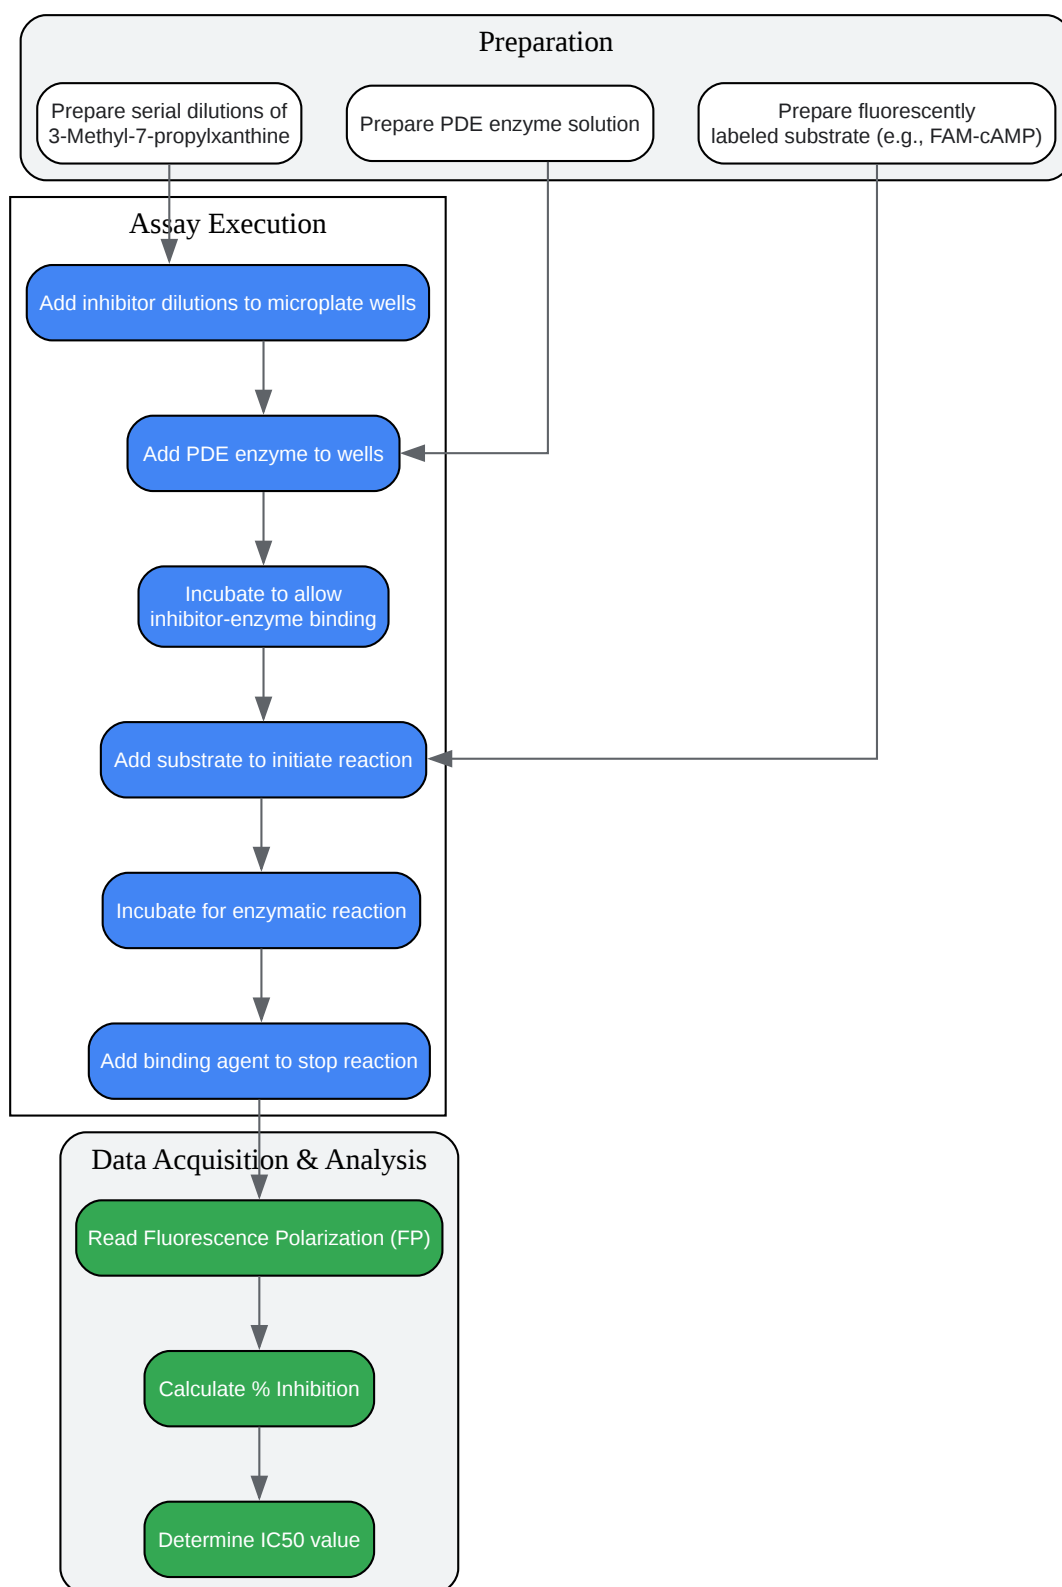 Preparation
Prepare serial dilutions of
3-Methyl-7-propylxanthine
Prepare PDE enzyme solution
Prepare fluorescently
labeled substrate (e.g., FAM-cAMP)
Assay Execution
Add inhibitor dilutions to microplate wells
Add PDE enzyme to wells
Incubate to allow
inhibitor-enzyme binding
Add substrate to initiate reaction
Incubate for enzymatic reaction
Add binding agent to stop reaction
Data Acquisition & Analysis
Read Fluorescence Polarization (FP)
Calculate % Inhibition
Determine IC50 value